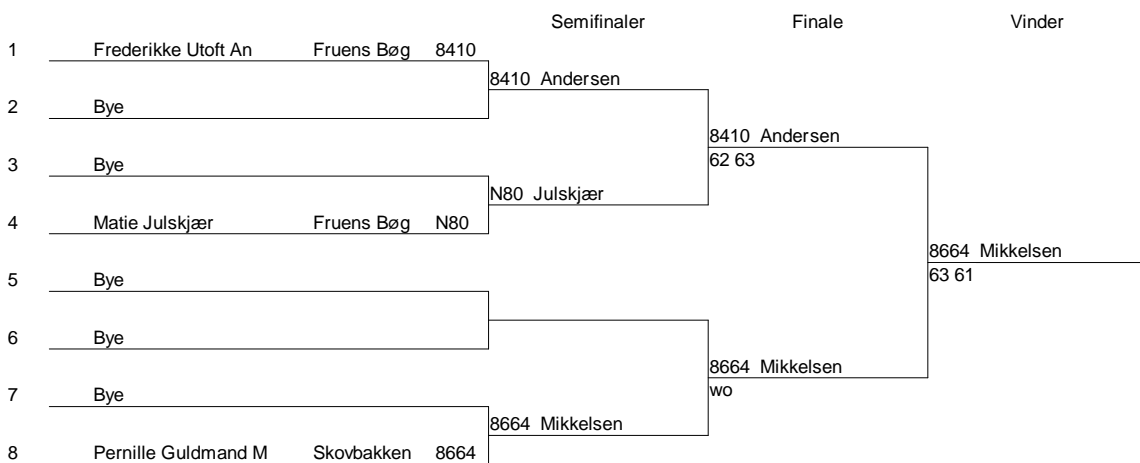 Semifinaler Finale Vinder
1 Frederikke Utoft An Fruens Bøg 8410
8410 Andersen
2 Bye
8410 Andersen
3 Bye
62 63
N80 Julskjær
4 Matie Julskjær Fruens Bøg N80
8664 Mikkelsen
5 Bye
63 61
6 Bye
8664 Mikkelsen
7 Bye
wo
8664 Mikkelsen
8 Pernille Guldmand M Skovbakken 8664